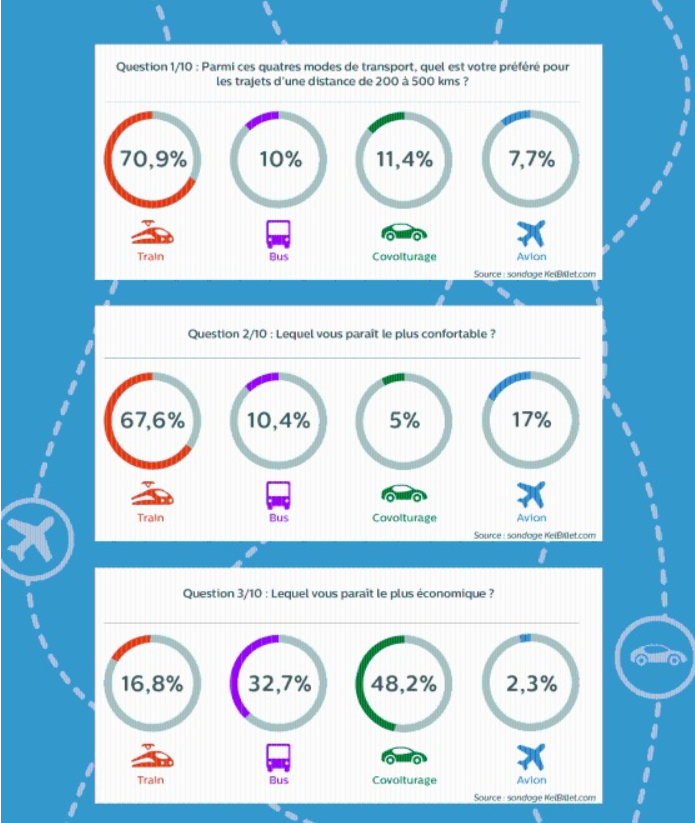 Question 1/10 : Parmi ces quatres modes de transport, quel est votre préféré pour
les trajets d'une distance de 200 à 500 kms ?
70,9% 10% 11,4% 7,7%
Train Bus Covoiturage Avion
Source : sondage KelBillet.com
Question 2/10 : Lequel vous paraît le plus confortable ?
67,6% 10,4% 5% 17%
Train Bus Covoiturage Avion
Source : sondage KelBillet.com
Question 3/10 : Lequel vous paraît le plus économique ?
16,8% 32,7% 48,2% 2,3%
Train Bus Covoiturage Avion
Source : sondage KelBillet.com